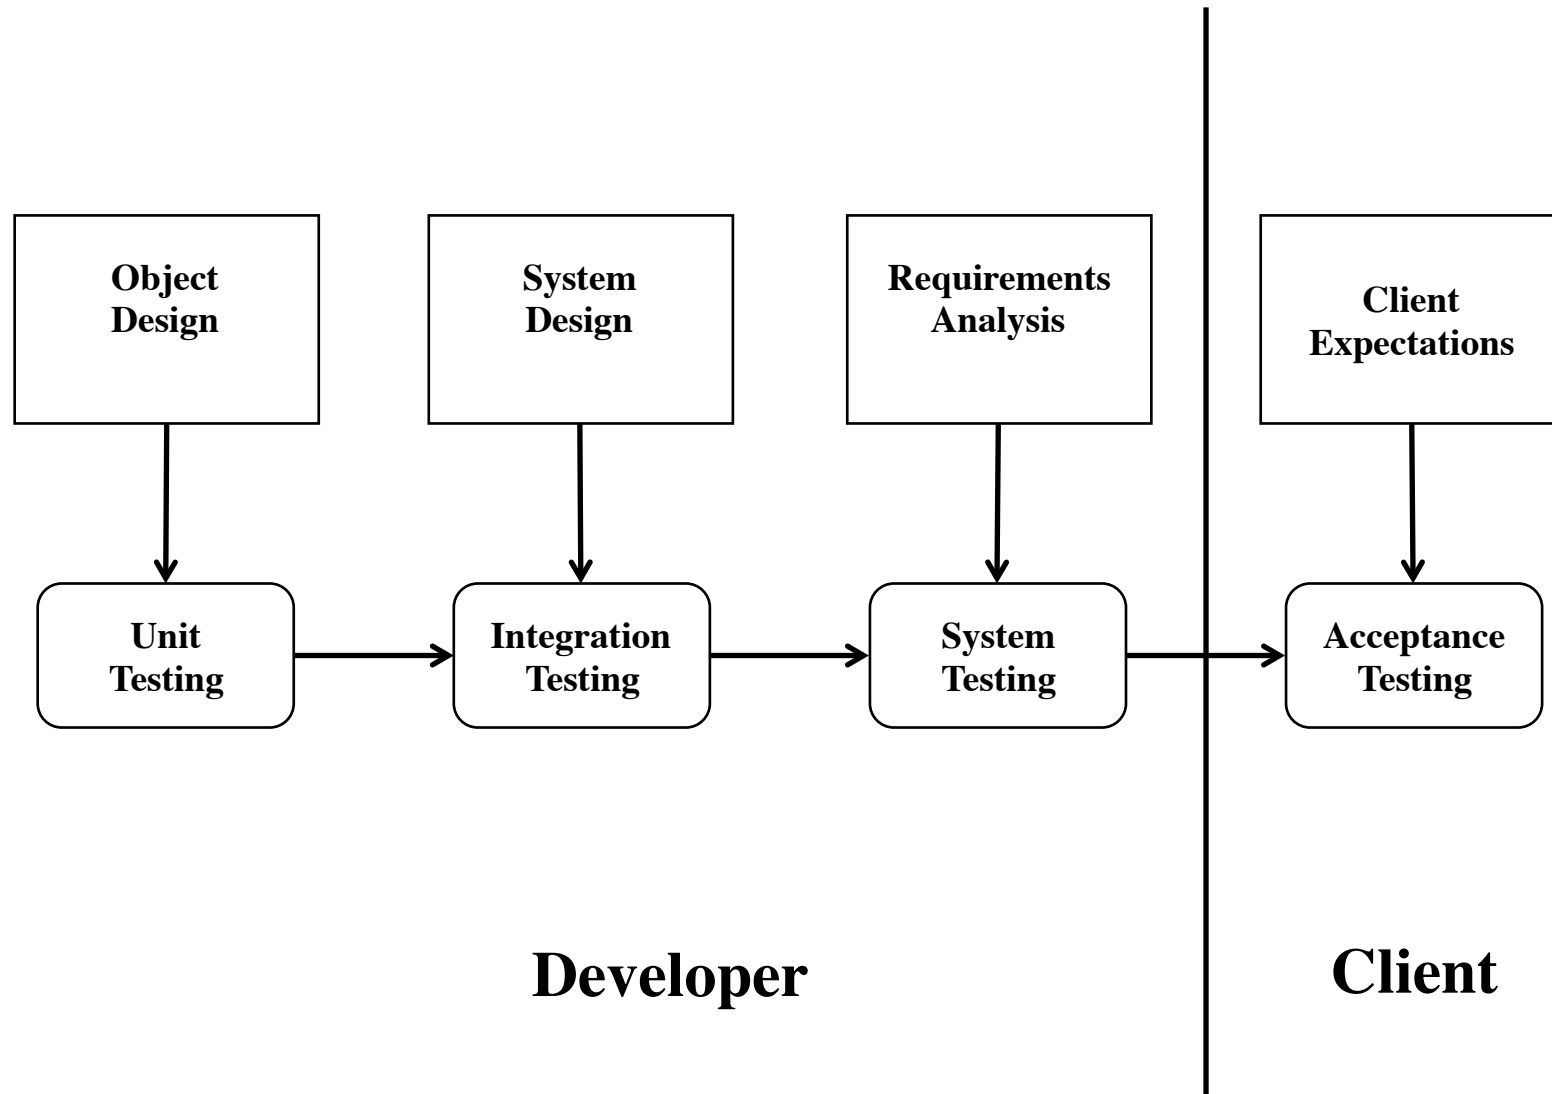 Object
Design
System
Design
Requirements
Analysis
Client
Expectations
Unit
Testing
Integration
Testing
System
Testing
Acceptance
Testing
Developer
Client